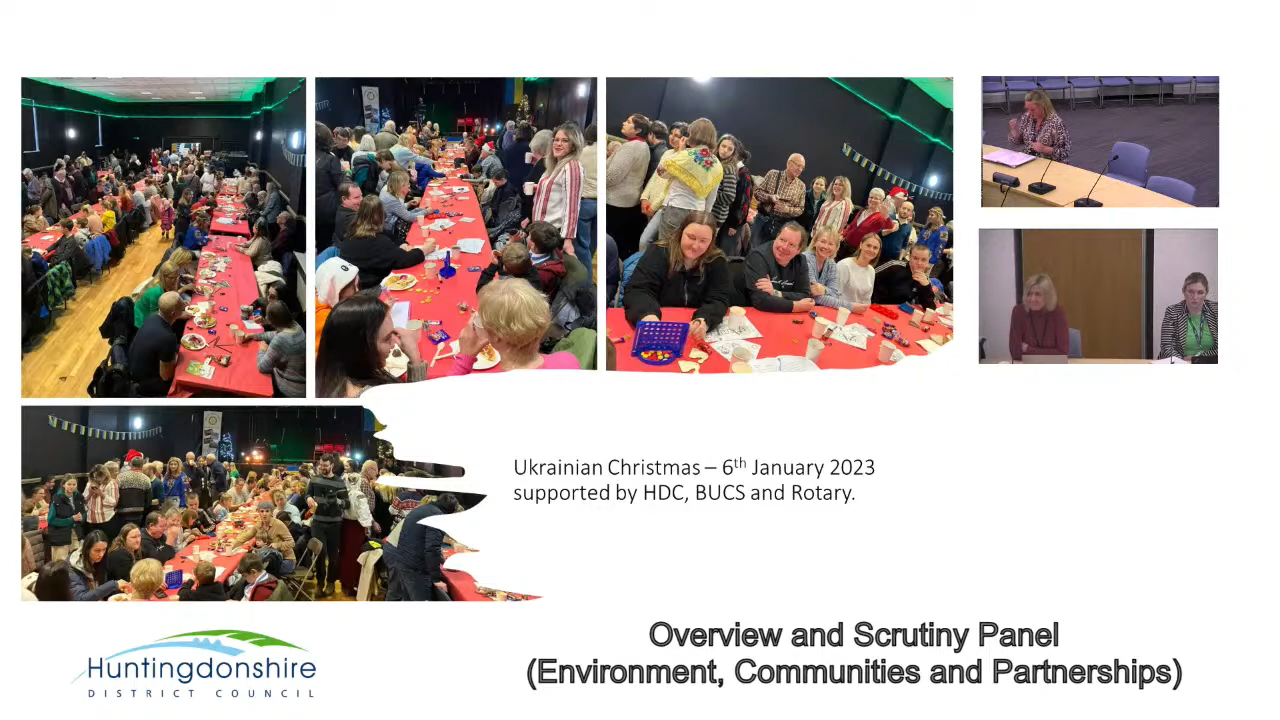 Ukrainian Christmas – 6th January 2023
supported by HDC, BUCS and Rotary.
Huntingdonshire
DISTRICT COUNCIL
Overview and Scrutiny Panel
(Environment, Communities and Partnerships)